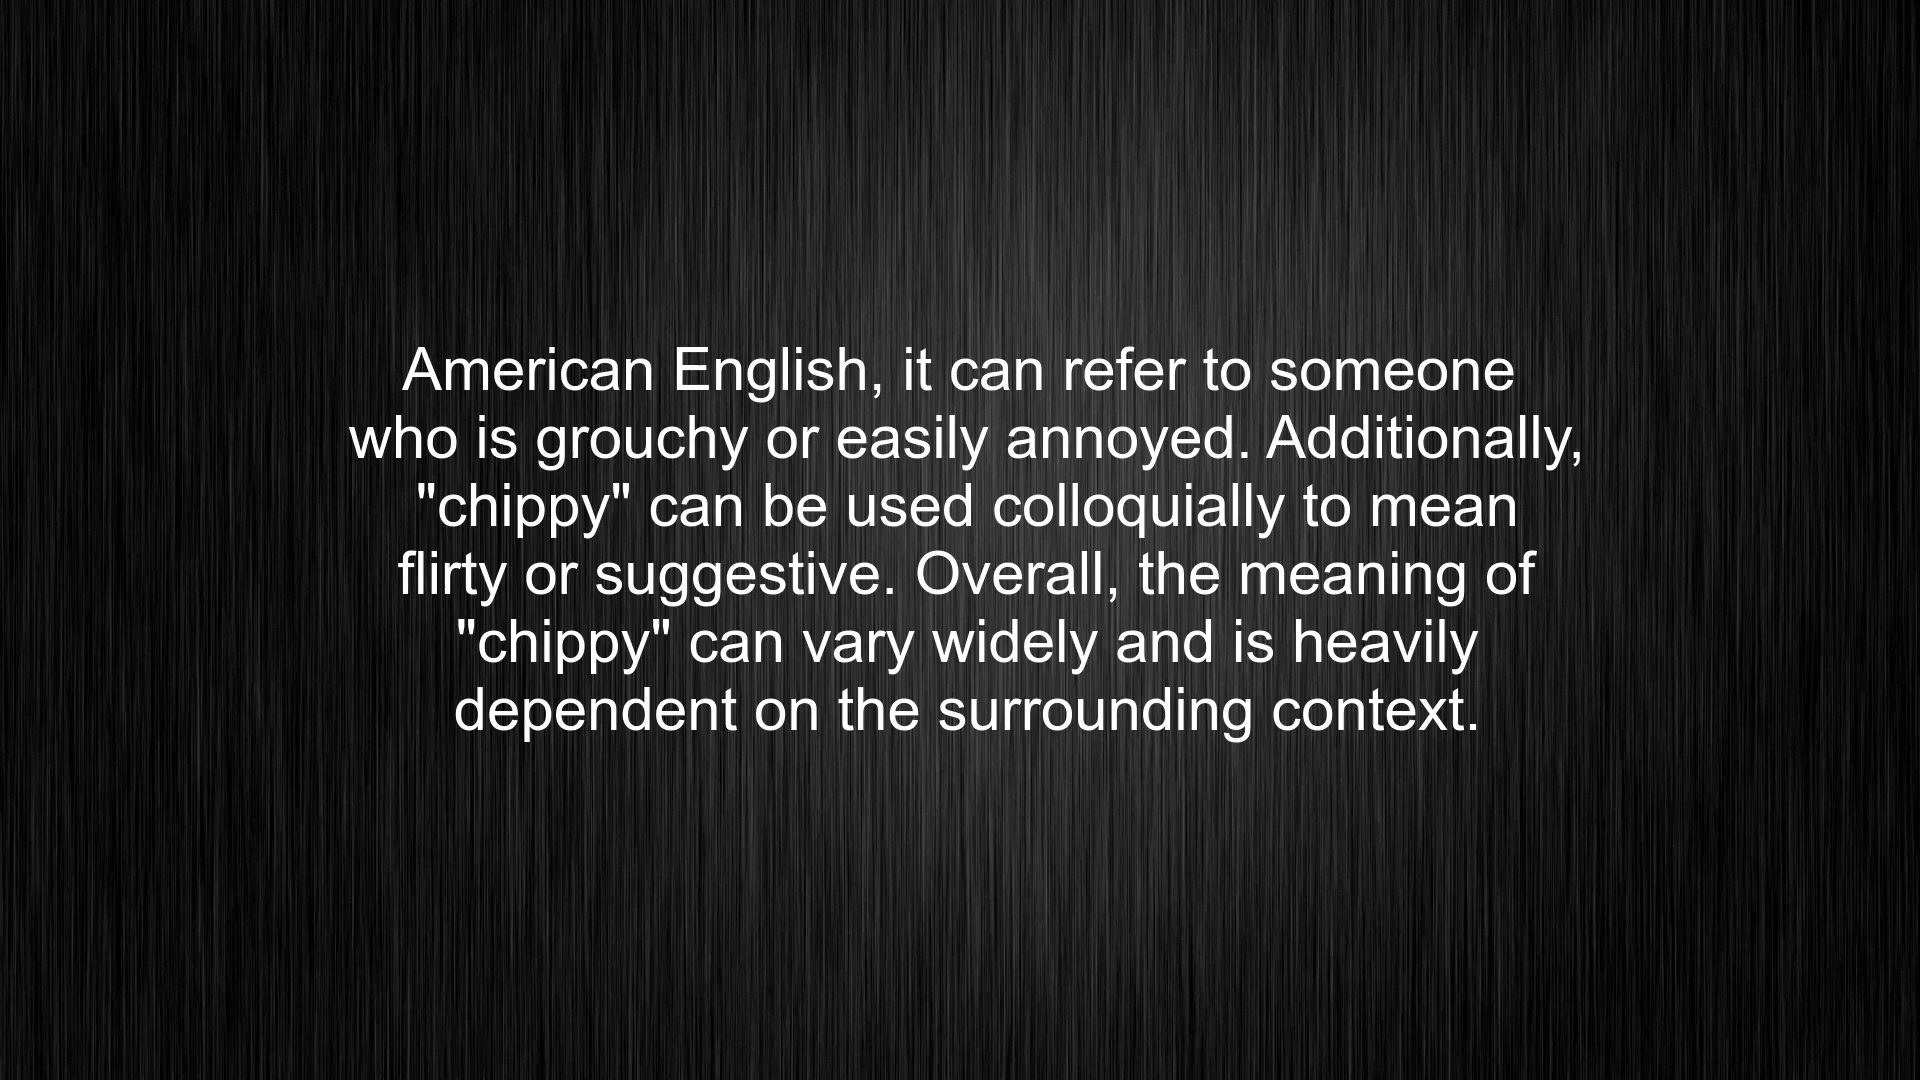 American English, it can refer to someone
who is grouchy or easily annoyed. Additionally,
"chippy" can be used colloquially to mean
flirty or suggestive. Overall, the meaning of
"chippy" can vary widely and is heavily
dependent on the surrounding context.